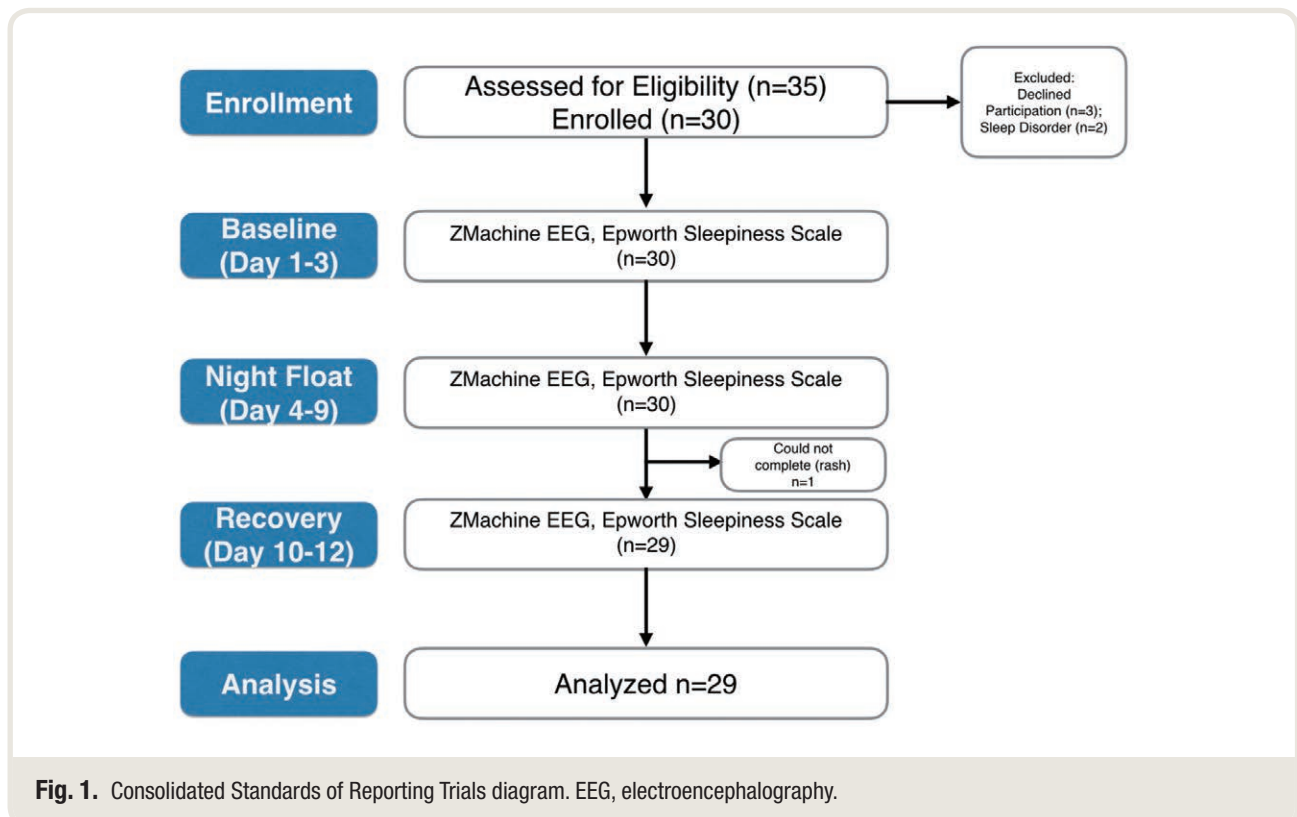 Enrollment
Assessed for Eligibility (n=35)
Enrolled (n=30)
Excluded:
Declined
Participation (n=3);
Sleep Disorder (n=2)
Baseline
(Day 1-3)
ZMachine EEG, Epworth Sleepiness Scale
(n=30)
Night Float
(Day 4-9)
ZMachine EEG, Epworth Sleepiness Scale
(n=30)
Could not
complete (rash)
n=1
Recovery
(Day 10-12)
ZMachine EEG, Epworth Sleepiness Scale
(n=29)
Analysis
Analyzed n=29
Fig. 1. Consolidated Standards of Reporting Trials diagram. EEG, electroencephalography.